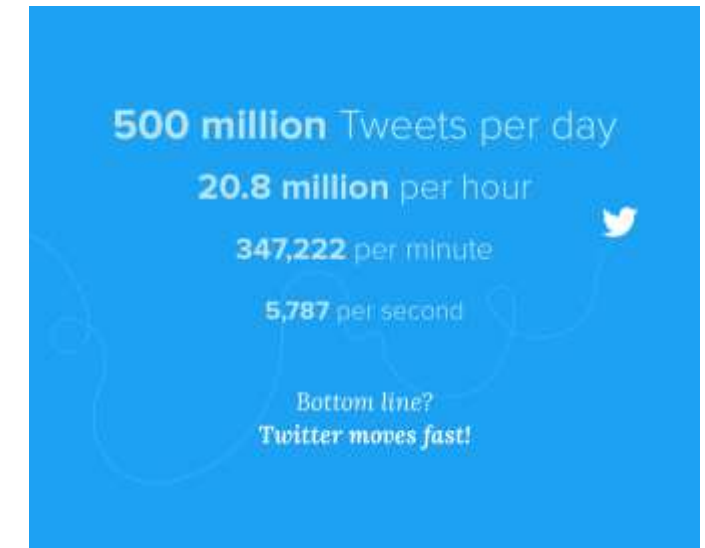 500 million Tweets per day
20.8 million per hour
347,222 per minute
5,787 per second
Bottom line?
Twitter moves fast!